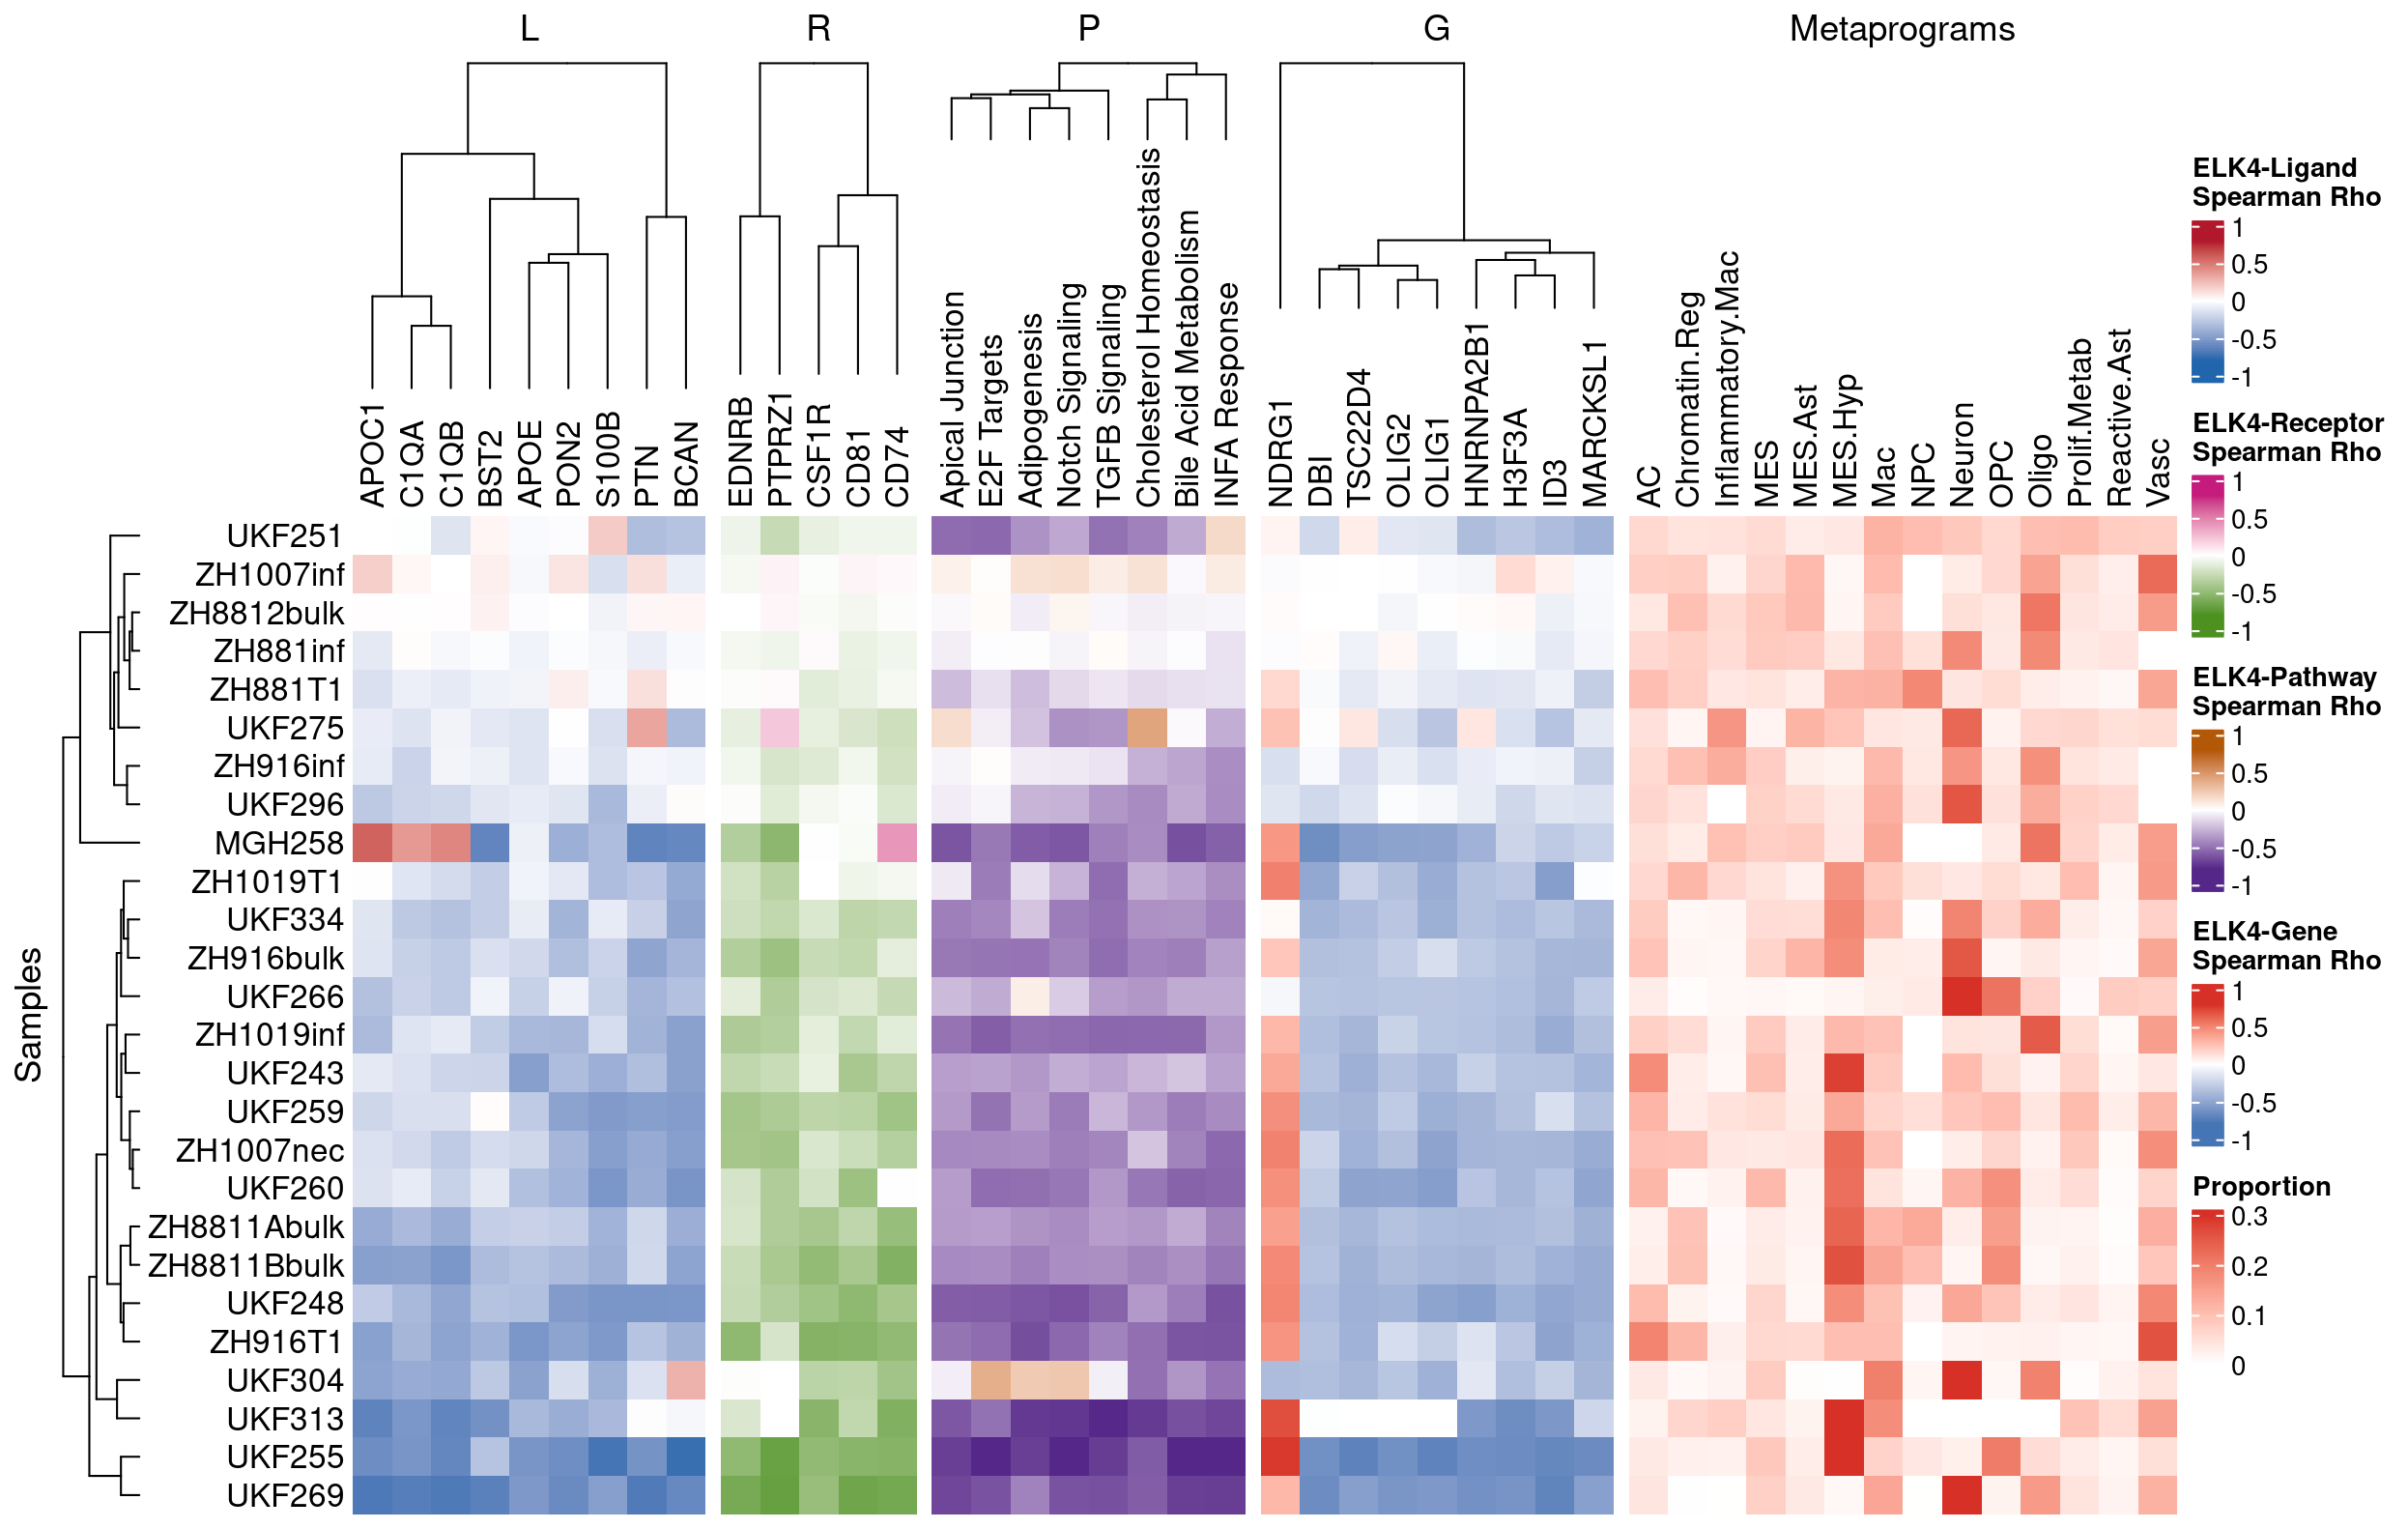 L R P G Metaprograms
APOC1
C1QA
C1QB
BST2
APOE
PON2
S100B
PTN
BCAN
EDNRB
PTPRZ1
CSF1R
CD81
CD74
Apical Junction
E2F Targets
Adipogenesis
Notch Signaling
TGFB Signaling
Cholesterol Homeostasis
Bile Acid Metabolism
INFA Response
NDRG1
DBI
TSC22D4
OLIG2
OLIG1
HNRNPA2B1
H3F3A
ID3
MARCKSL1
AC
Chromatin.Reg
Inflammatory.Mac
MES
MES.Ast
MES.Hyp
Mac
NPC
Neuron
OPC
Oligo
Prolif.Metab
Reactive.Ast
Vasc
Samples
UKF251
ZH1007inf
ZH8812bulk
ZH881inf
ZH881T1
UKF275
ZH916inf
UKF296
MGH258
ZH1019T1
UKF334
ZH916bulk
UKF266
ZH1019inf
UKF243
UKF259
ZH1007nec
UKF260
ZH8811Abulk
ZH8811Bbulk
UKF248
ZH916T1
UKF304
UKF313
UKF255
UKF269
ELK4-Ligand
Spearman Rho
1
0.5
0
-0.5
-1
ELK4-Receptor
Spearman Rho
1
0.5
0
-0.5
-1
ELK4-Pathway
Spearman Rho
1
0.5
0
-0.5
-1
ELK4-Gene
Spearman Rho
1
0.5
0
-0.5
-1
Proportion
0.3
0.2
0.1
0